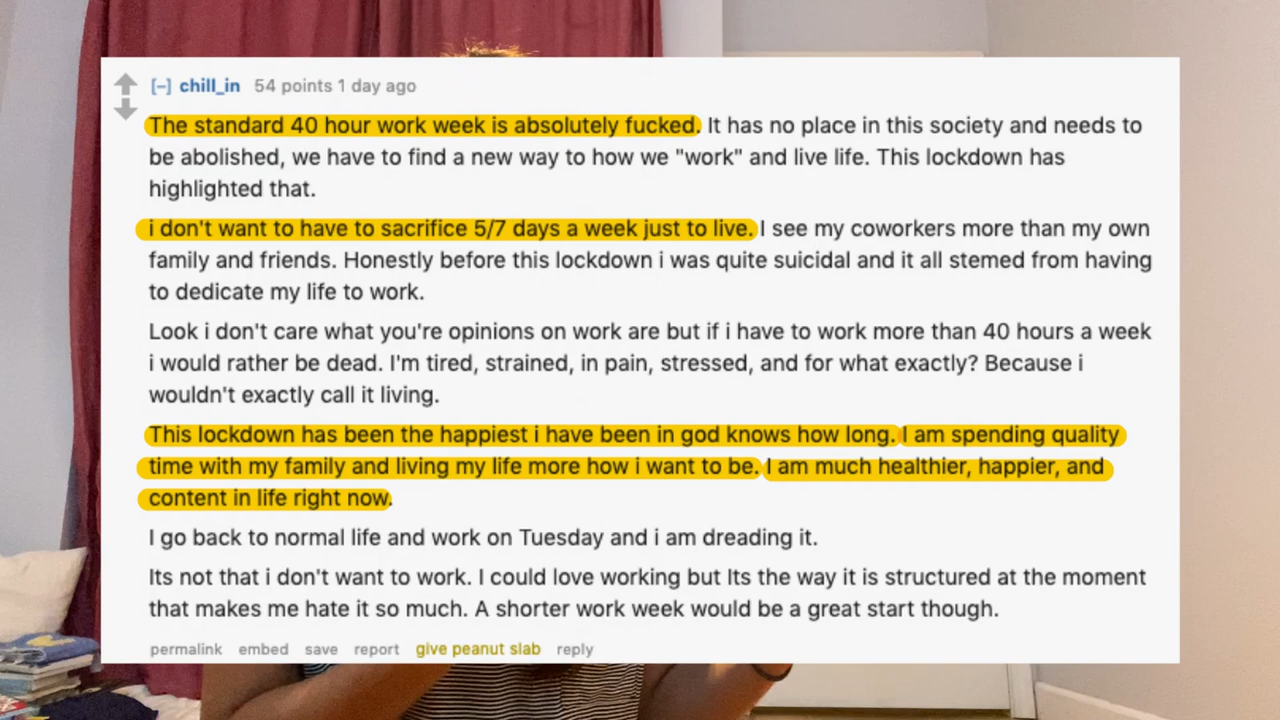 [–] chill_in 54 points 1 day ago
The standard 40 hour work week is absolutely fucked. It has no place in this society and needs to
be abolished, we have to find a new way to how we "work" and live life. This lockdown has
highlighted that.
i don't want to have to sacrifice 5/7 days a week just to live. I see my coworkers more than my own
family and friends. Honestly before this lockdown i was quite suicidal and it all stemed from having
to dedicate my life to work.
Look i don't care what you're opinions on work are but if i have to work more than 40 hours a week
i would rather be dead. I'm tired, strained, in pain, stressed, and for what exactly? Because i
wouldn't exactly call it living.
This lockdown has been the happiest i have been in god knows how long. I am spending quality
time with my family and living my life more how i want to be. I am much healthier, happier, and
content in life right now.
I go back to normal life and work on Tuesday and i am dreading it.
Its not that i don't want to work. I could love working but Its the way it is structured at the moment
that makes me hate it so much. A shorter work week would be a great start though.
permalink embed save report give peanut slab reply